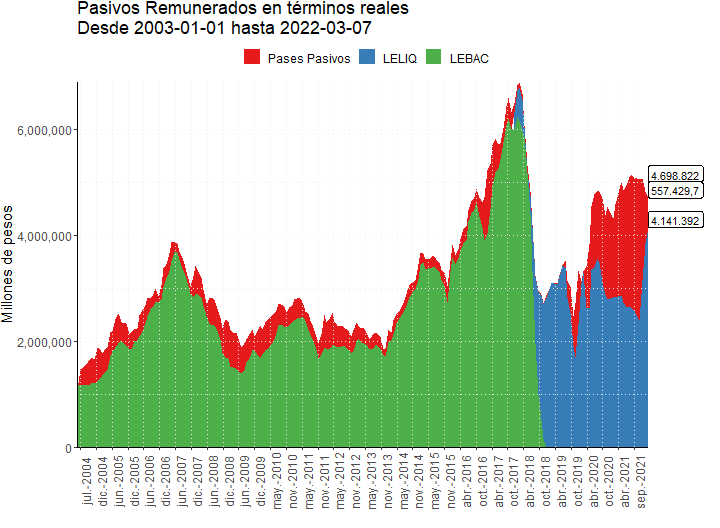 Pasivos Remunerados en términos reales
Desde 2003-01-01 hasta 2022-03-07
Pases Pasivos LELIQ LEBAC
Millones de pesos
6,000,000
4,000,000
2,000,000
0
4.698.822
557.429,7
4.141.392
jul.-2004
dic.-2004
jun.-2005
dic.-2005
jun.-2006
dic.-2006
jun.-2007
dic.-2007
jun.-2008
dic.-2008
jun.-2009
dic.-2009
may.-2010
nov.-2010
may.-2011
nov.-2011
may.-2012
nov.-2012
may.-2013
nov.-2013
may.-2014
nov.-2014
may.-2015
nov.-2015
abr.-2016
oct.-2016
abr.-2017
oct.-2017
abr.-2018
oct.-2018
abr.-2019
oct.-2019
abr.-2020
oct.-2020
abr.-2021
sep.-2021